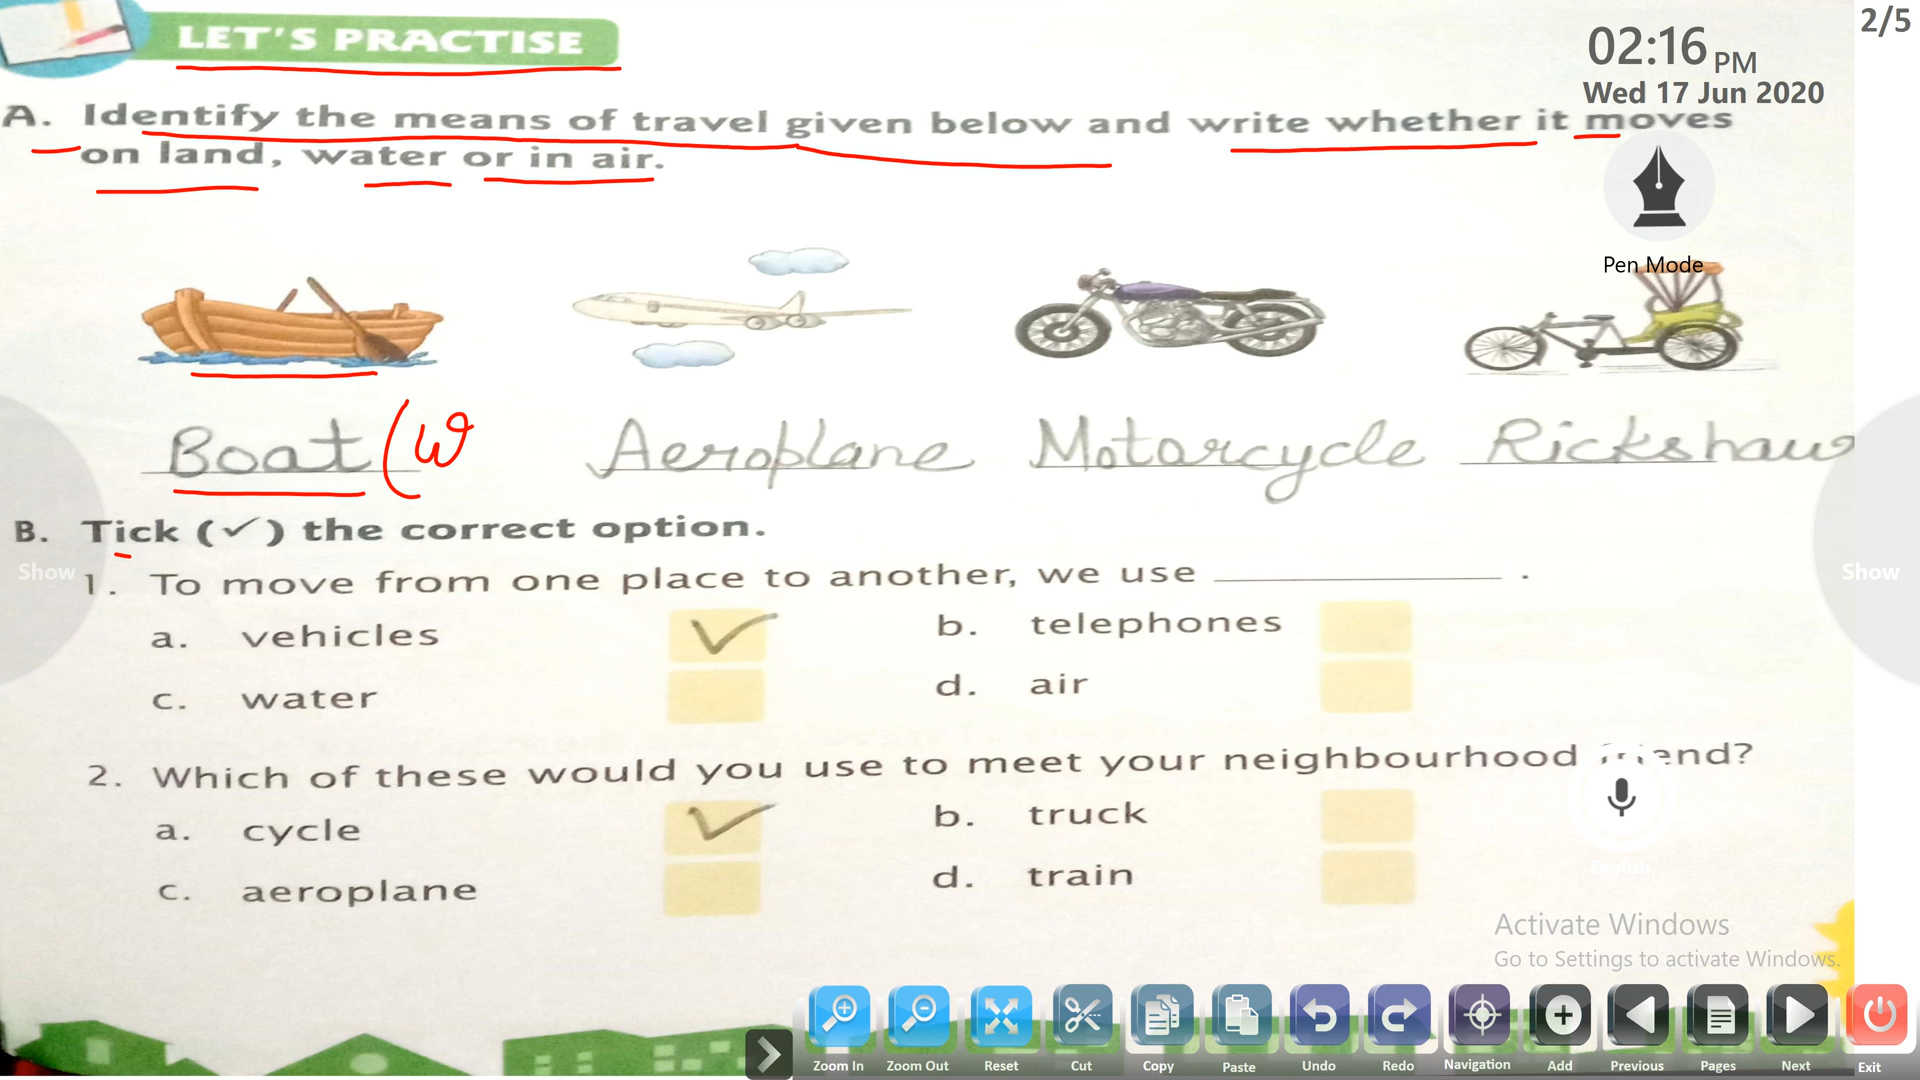 2/5
LET'S PRACTISE
02:16 PM
Wed 17 Jun 2020
A. Identify the means of travel given below and write whether it moves
on land, water or in air.
Pen Mode
Boat (w Aeroplane Motorcycle Rickshaw
B. Tick (✓) the correct option.
Show
Show
1. To move from one place to another, we use ____________ .
a. vehicles ✓ b. telephones
c. water d. air
2. Which of these would you use to meet your neighbourhood friend?
a. cycle ✓ b. truck
English
c. aeroplane d. train
Activate Windows
Go to Settings to activate Windows.
Zoom In Zoom Out Reset Cut Copy Paste Undo Redo Navigation Add Previous Pages Next Exit